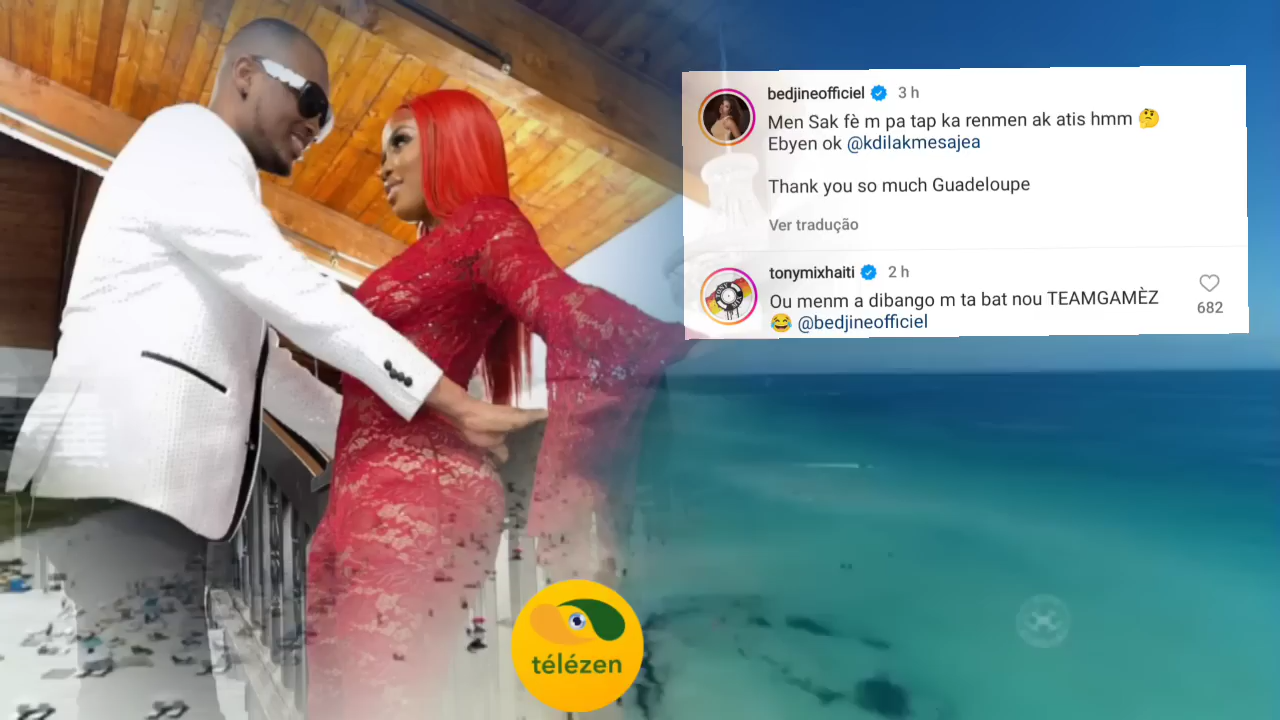 bedjineofficiel 3 h
Men Sak fè m pa tap ka renmen ak atis hmm 🤔
Ebyen ok @kdilakmesajea
Thank you so much Guadeloupe
Ver tradução
tonymixhaiti 2 h
Ou menm a dibango m ta bat nou TEAMGAMÈZ
😂 @bedjineofficiel
682
télézen